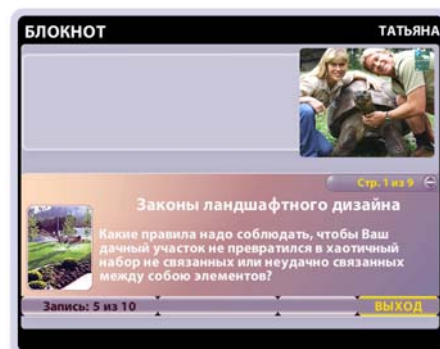 БЛОКНОТ ТАТЬЯНА
Стр. 1 из 9
Законы ландшафтного дизайна
Какие правила надо соблюдать, чтобы Ваш
дачный участок не превратился в хаотичный
набор не связанных или неудачно связанных
между собою элементов?
Запись: 5 из 10 ВЫХОД